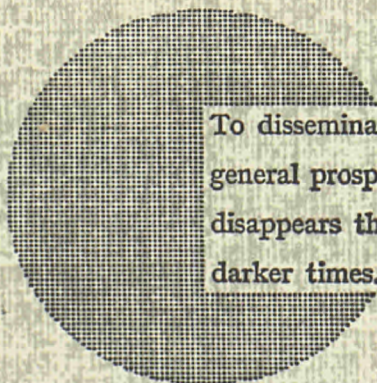 To dissemina
general prosp
disappears th
darker times.